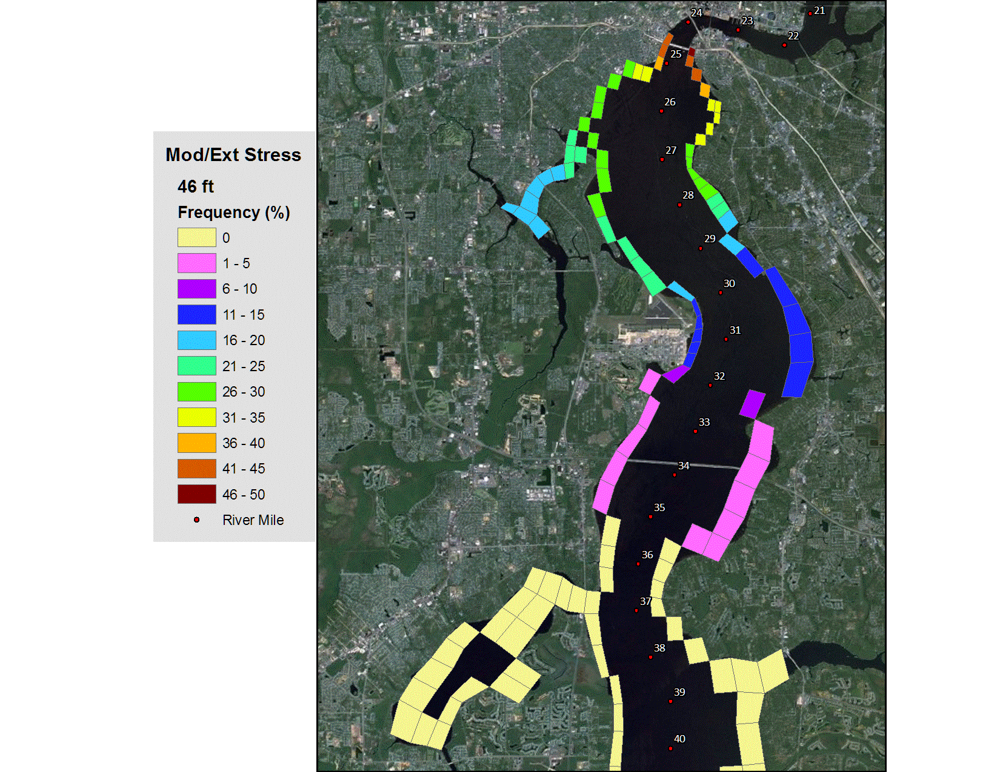 Mod/Ext Stress
46 ft
Frequency (%)
0
1 - 5
6 - 10
11 - 15
16 - 20
21 - 25
26 - 30
31 - 35
36 - 40
41 - 45
46 - 50
River Mile
21
24
23
22
25
26
27
28
29
30
31
32
33
34
35
36
37
38
39
40